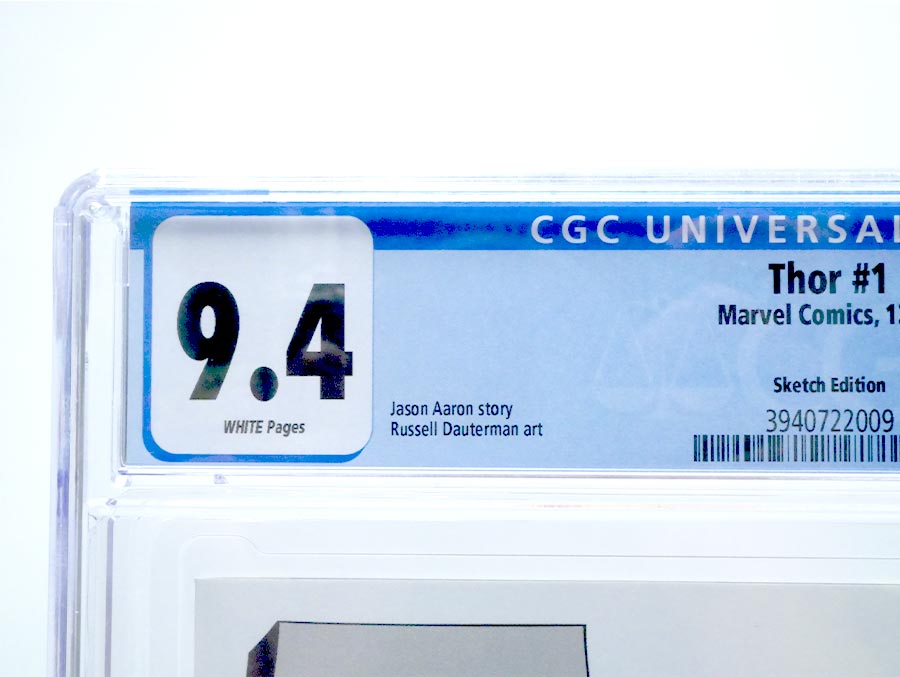 CGC UNIVERSAL
9.4
WHITE Pages
Thor #1
Marvel Comics, 1
Sketch Edition
3940722009
Jason Aaron story
Russell Dauterman art